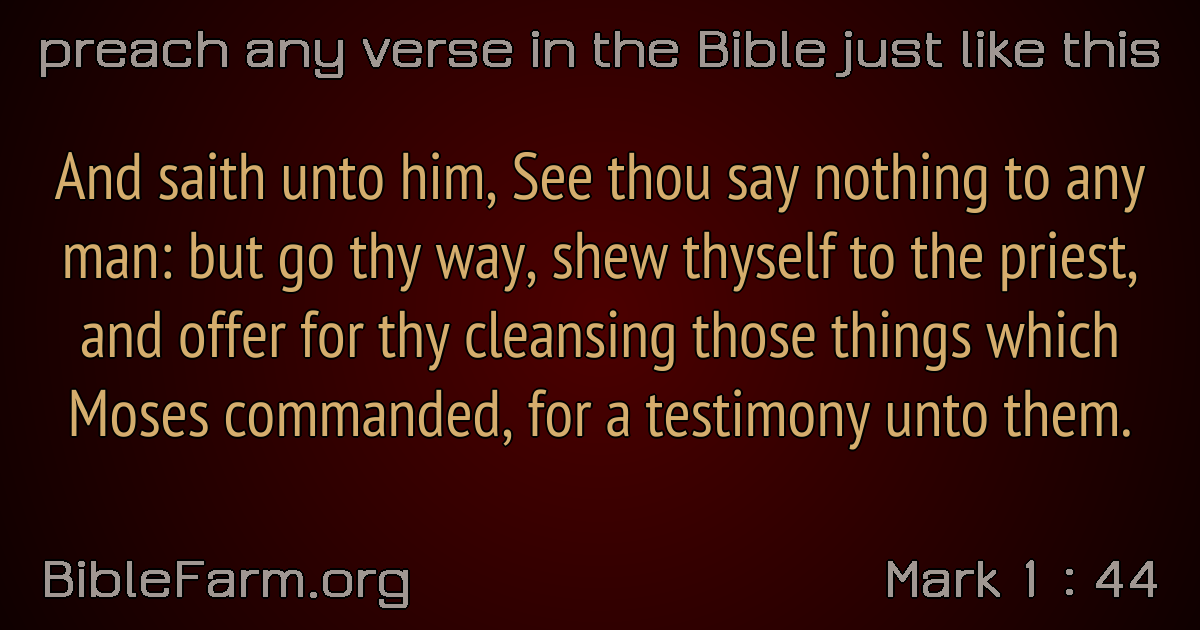 preach any verse in the Bible just like this
And saith unto him, See thou say nothing to any
man: but go thy way, shew thyself to the priest,
and offer for thy cleansing those things which
Moses commanded, for a testimony unto them.
BibleFarm.org
Mark 1 : 44